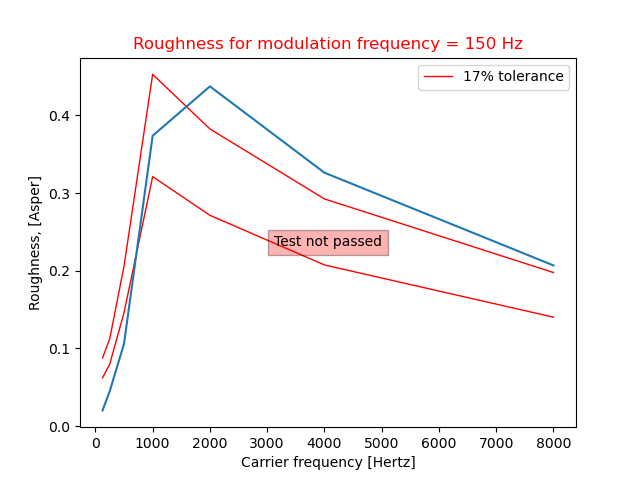 Roughness for modulation frequency = 150 Hz
17% tolerance
Test not passed
Roughness, [Asper]
0.4
0.3
0.2
0.1
0.0
0 1000 2000 3000 4000 5000 6000 7000 8000
Carrier frequency [Hertz]